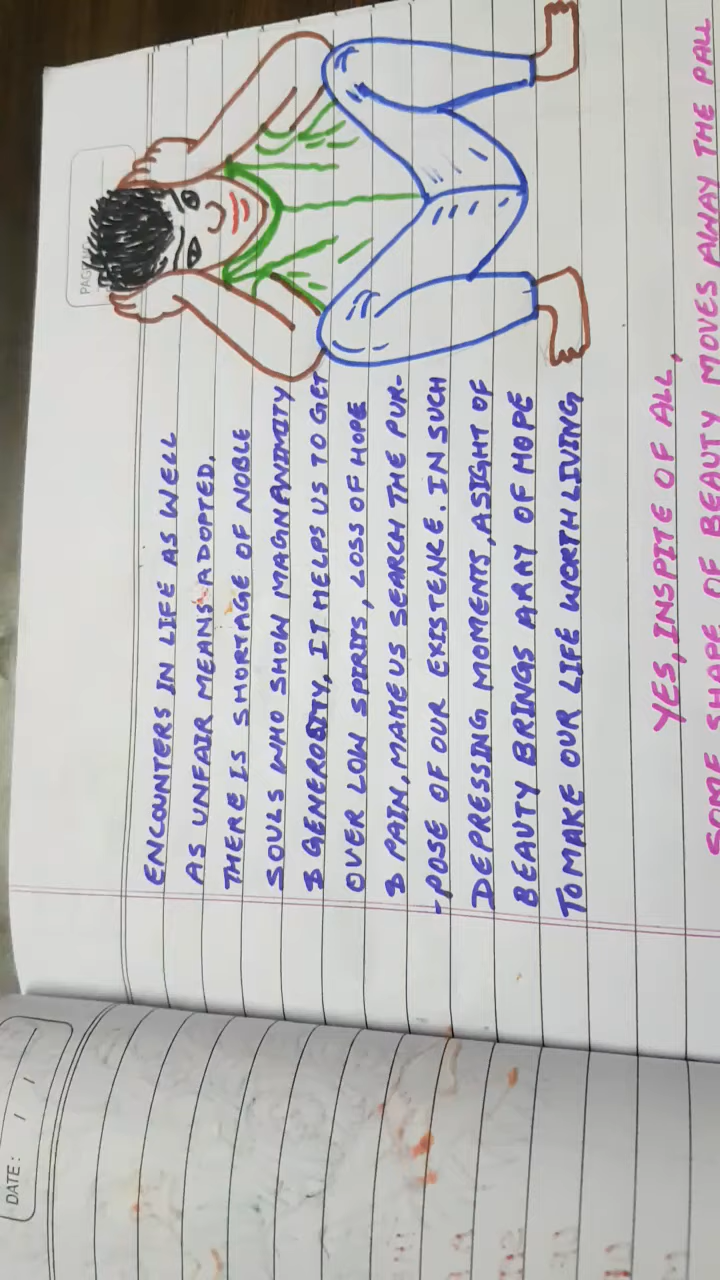 PAGE
ENCOUNTERS IN LIFE AS WELL
AS UNFAIR MEANS ADOPTED.
THERE IS SHORTAGE OF NOBLE
SOULS WHO SHOW MAGNANIMITY
& GENEROSITY, IT HELPS US TO GET
OVER LOW SPIRITS, LOSS OF HOPE
& PAIN, MAKE US SEARCH THE PUR-
-POSE OF OUR EXISTENCE. IN SUCH
DEPRESSING MOMENTS, A SIGHT OF
BEAUTY BRINGS A RAY OF HOPE
TO MAKE OUR LIFE WORTH LIVING
YES, INSPITE OF ALL,
SOME SHAPE OF BEAUTY MOVES AWAY THE PALL
DATE: / /